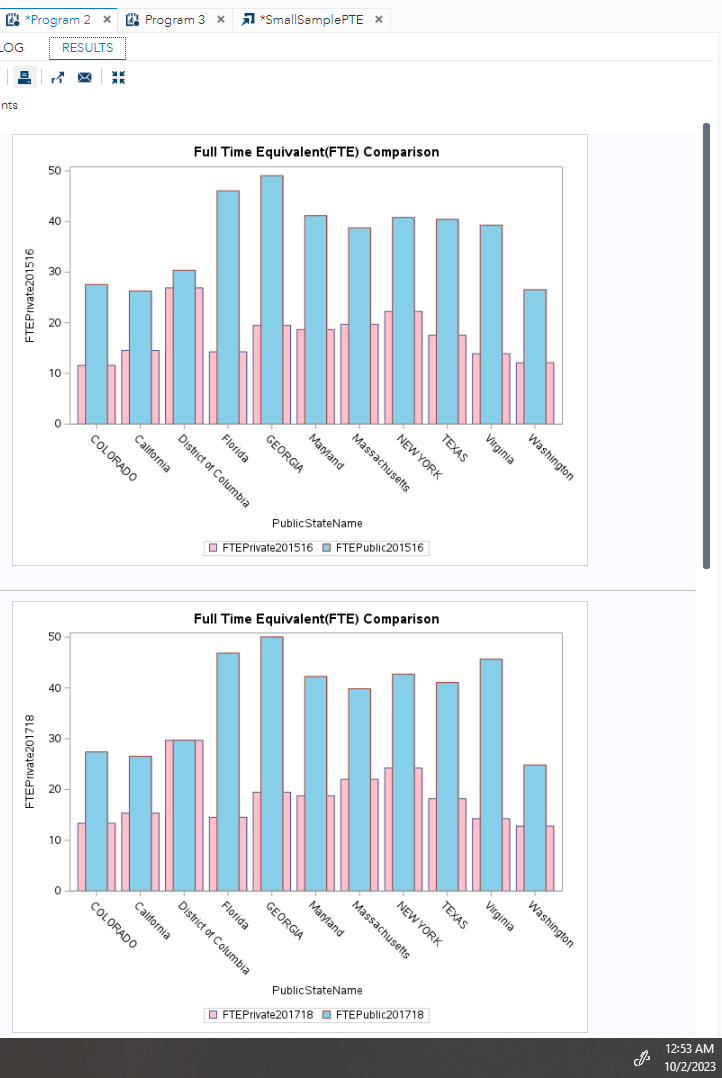 *Program 2 × Program 3 × *SmallSamplePTE ×
LOG RESULTS
nts
Full Time Equivalent(FTE) Comparison
50
40
30
20
10
0
FTEPrivate201516
COLORADO California District of Columbia Florida GEORGIA Maryland Massachusetts NEW YORK TEXAS Virginia Washington
PublicStateName
FTEPrivate201516 FTEPublic201516
Full Time Equivalent(FTE) Comparison
50
40
30
20
10
0
FTEPrivate201718
COLORADO California District of Columbia Florida GEORGIA Maryland Massachusetts NEW YORK TEXAS Virginia Washington
PublicStateName
FTEPrivate201718 FTEPublic201718
12:53 AM
10/2/2023